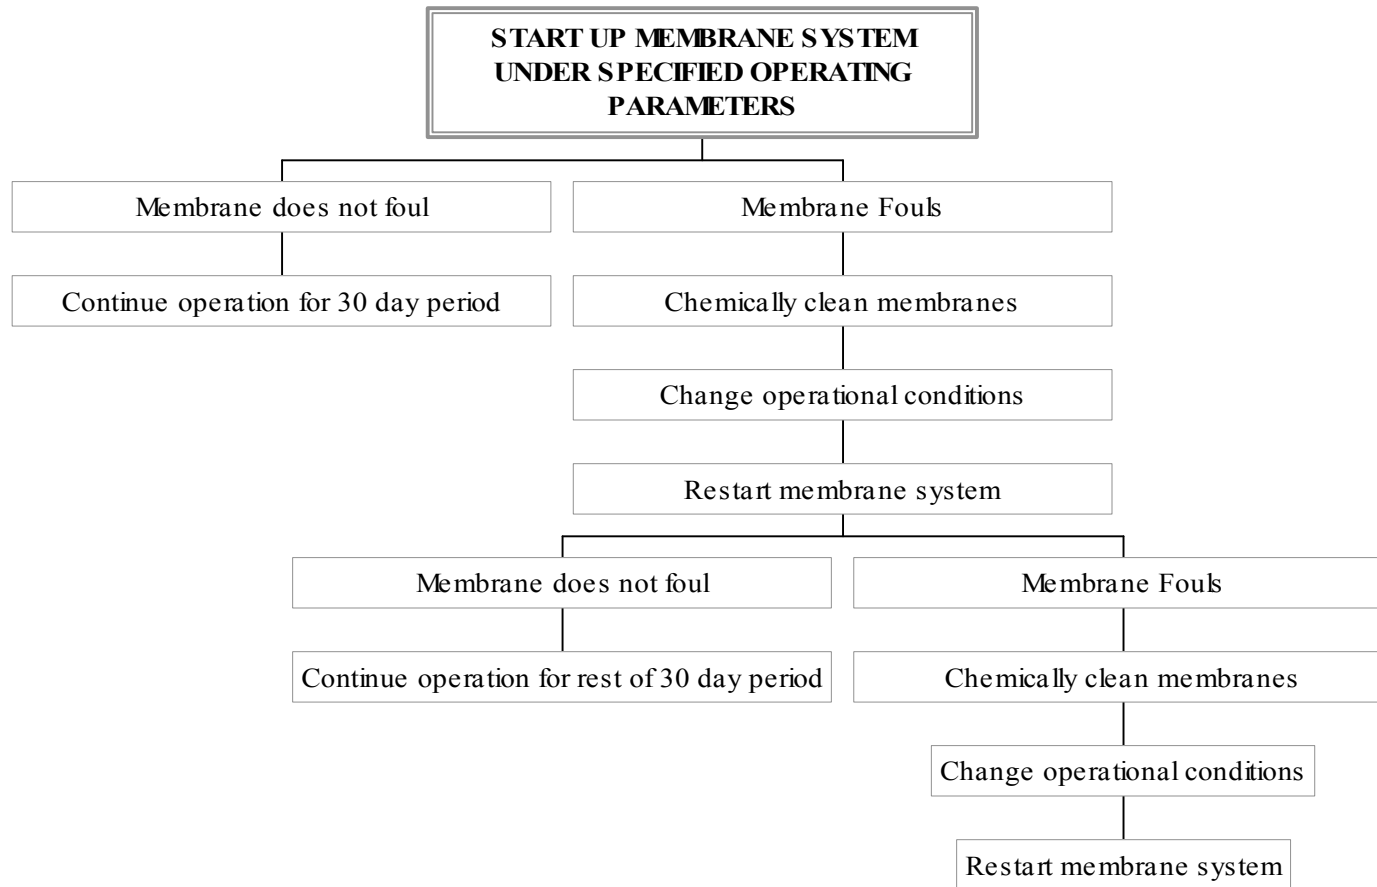 START UP MEMBRANE SYSTEM
UNDER SPECIFIED OPERATING
PARAMETERS
Membrane does not foul
Membrane Fouls
Continue operation for 30 day period
Chemically clean membranes
Change operational conditions
Restart membrane system
Membrane does not foul
Membrane Fouls
Continue operation for rest of 30 day period
Chemically clean membranes
Change operational conditions
Restart membrane system